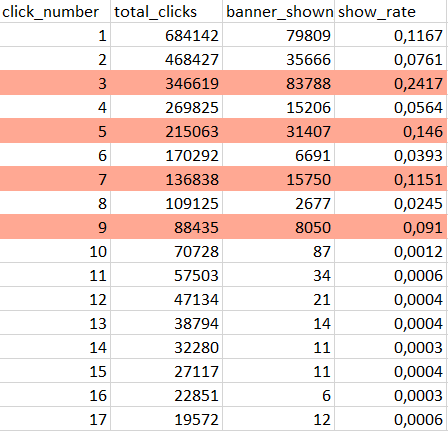 click_number total_clicks banner_shown show_rate
1 684142 79809 0,1167
2 468427 35666 0,0761
3 346619 83788 0,2417
4 269825 15206 0,0564
5 215063 31407 0,146
6 170292 6691 0,0393
7 136838 15750 0,1151
8 109125 2677 0,0245
9 88435 8050 0,091
10 70728 87 0,0012
11 57503 34 0,0006
12 47134 21 0,0004
13 38794 14 0,0004
14 32280 11 0,0003
15 27117 11 0,0004
16 22851 6 0,0003
17 19572 12 0,0006